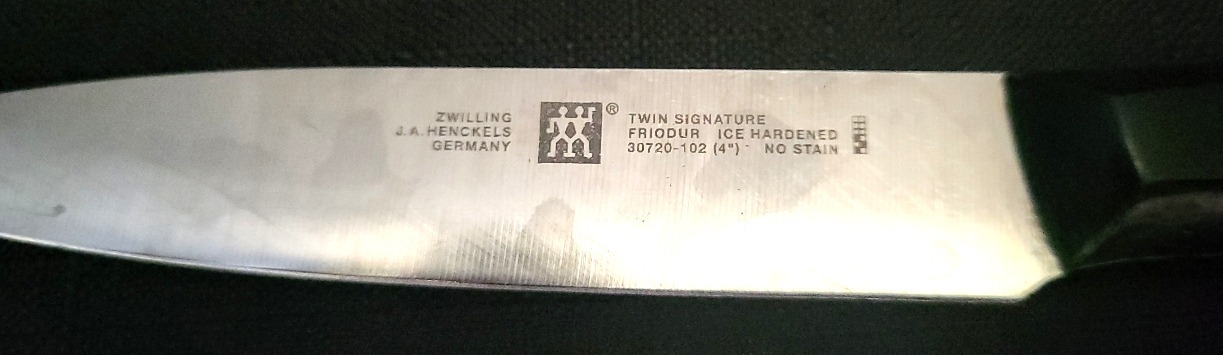 ZWILLING
J.A. HENCKELS
GERMANY
®
TWIN SIGNATURE
FRIODUR ICE HARDENED
30720-102 (4") NO STAIN